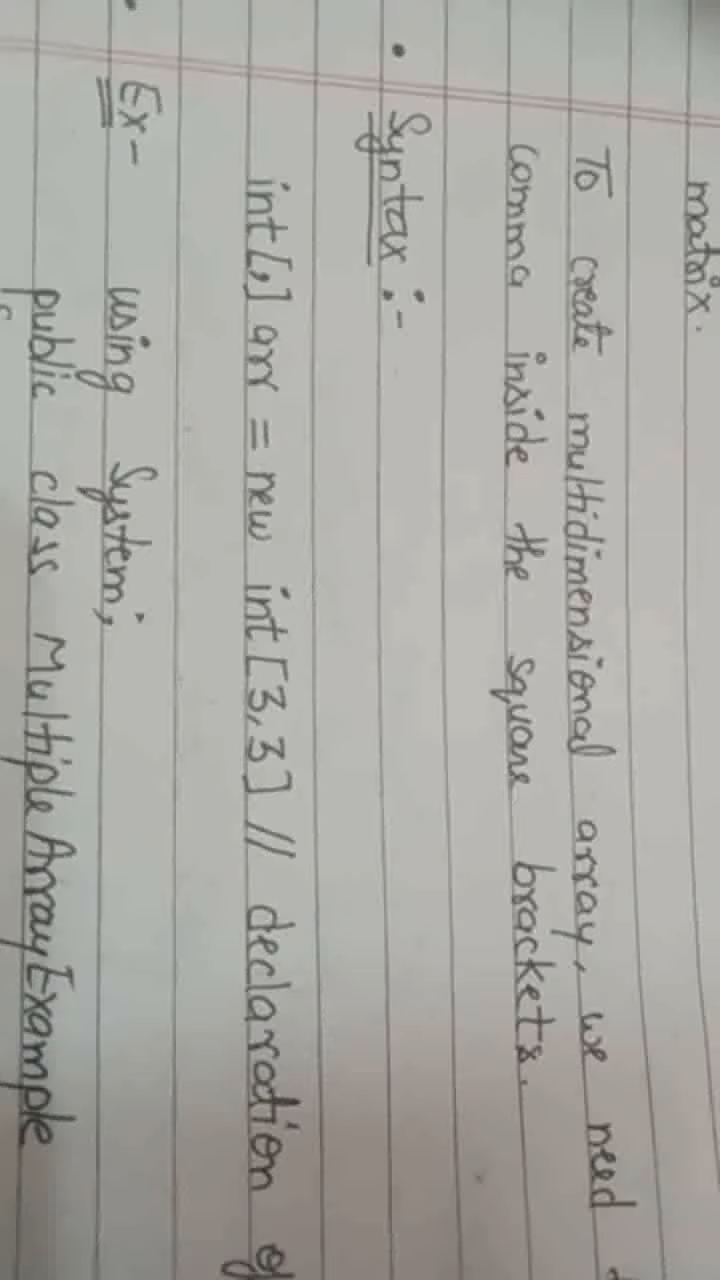 matrix.
To create multidimensional array, we need
comma inside the square brackets.
• Syntax :-
int[,] arr = new int[3,3] // declaration of
Ex- using System;
public class MultipleArrayExample